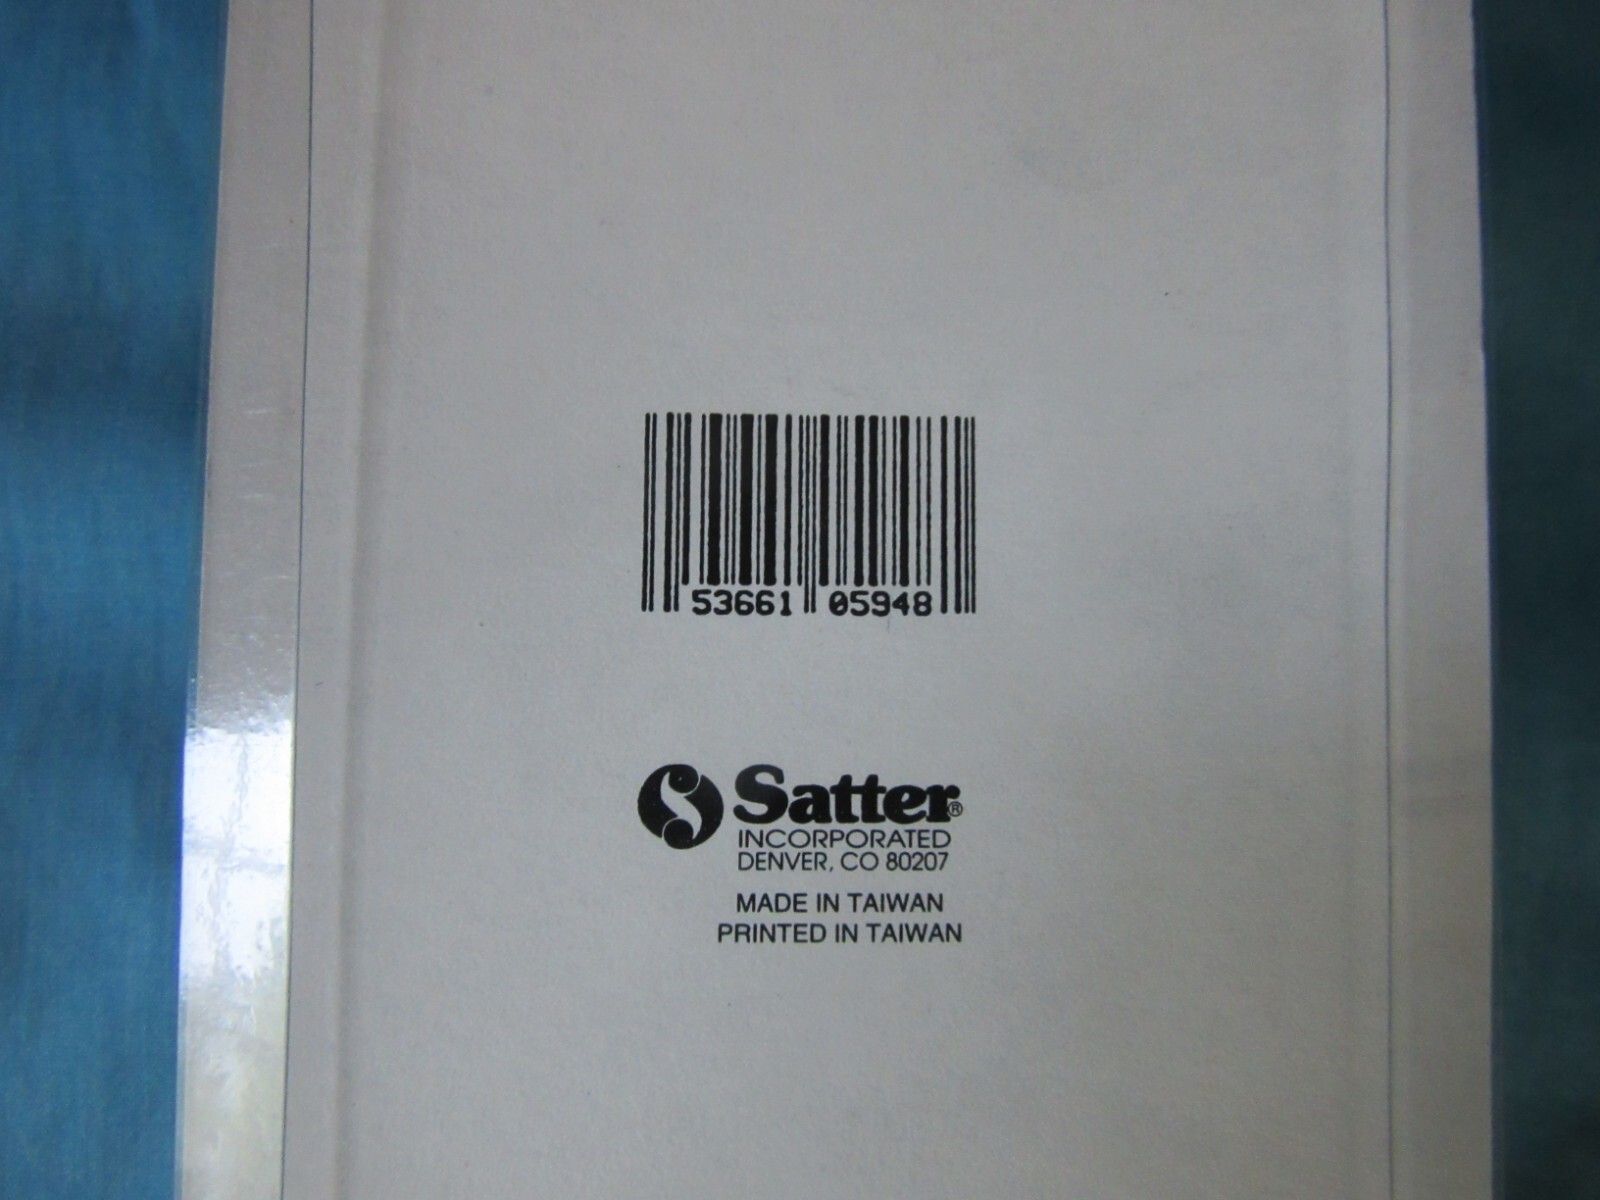 53661 05948
Satter®
INCORPORATED
DENVER, CO 80207
MADE IN TAIWAN
PRINTED IN TAIWAN